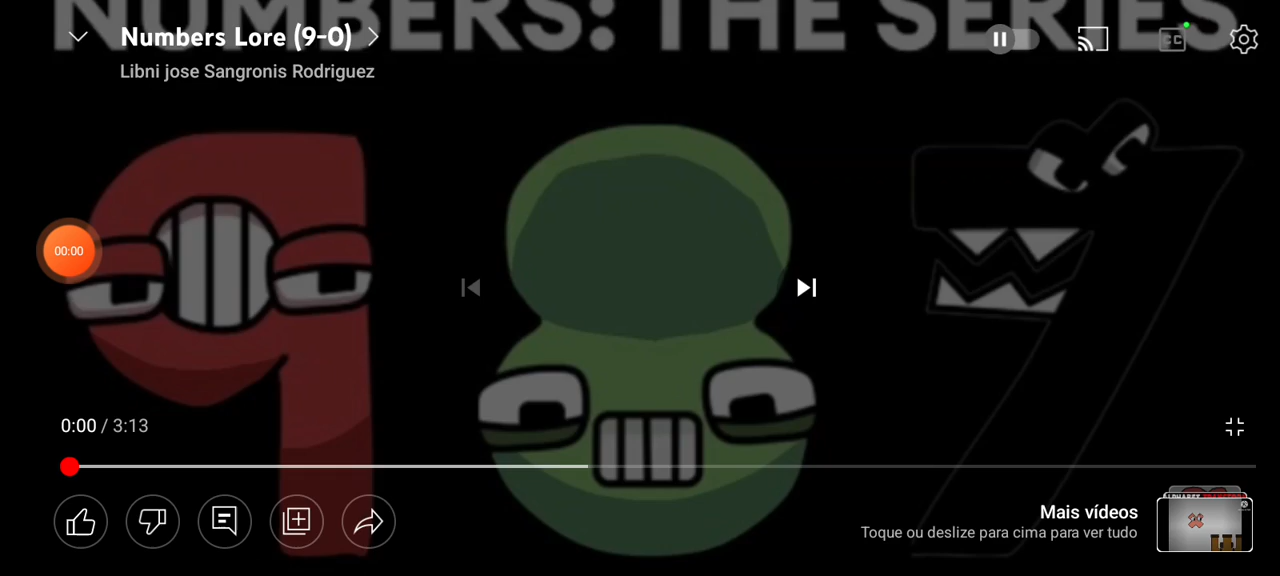 NUMBERS: THE SERIES
Numbers Lore (9-0)
Libni jose Sangronis Rodriguez
CC
00:00
0:00 / 3:13
Mais vídeos
Toque ou deslize para cima para ver tudo